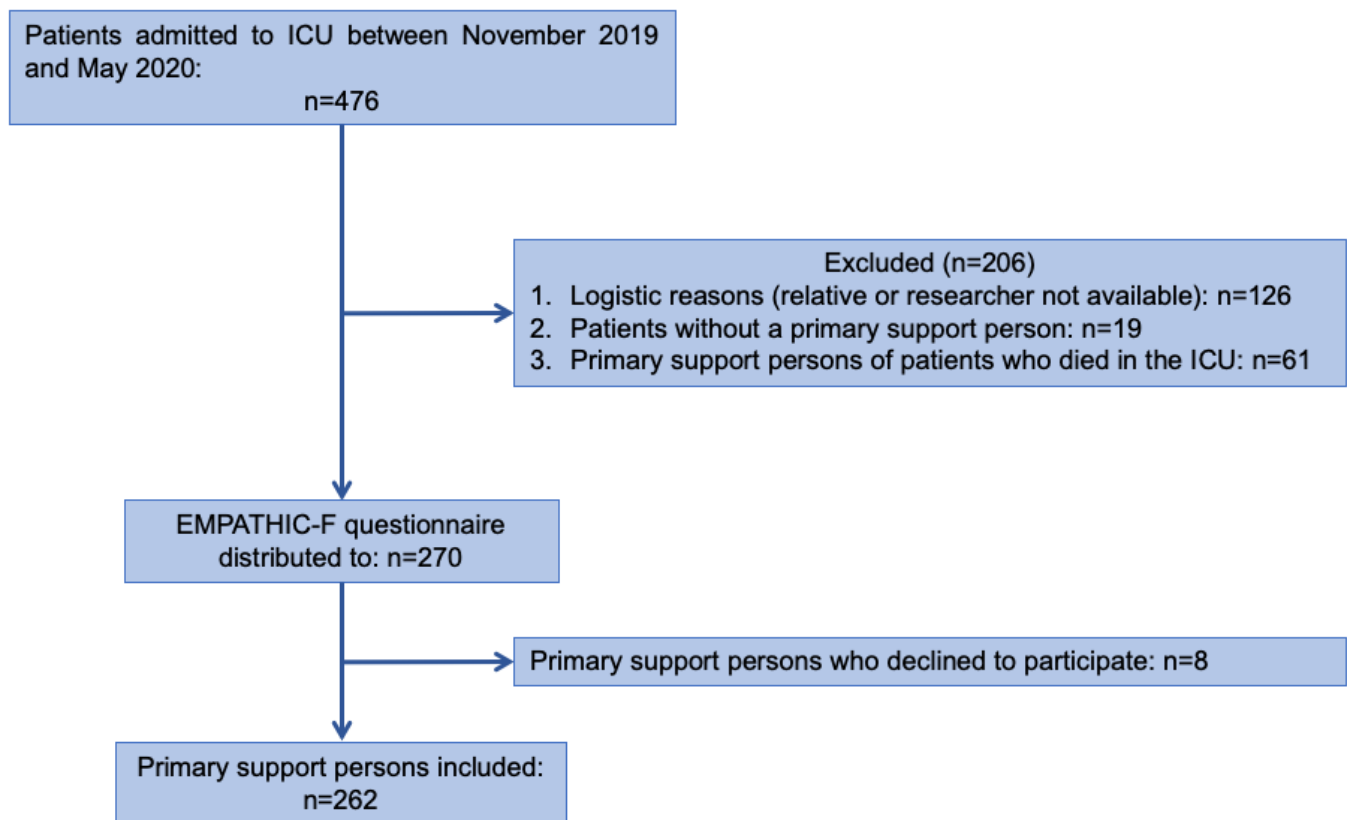 Patients admitted to ICU between November 2019
and May 2020:
n=476
Excluded (n=206)
1. Logistic reasons (relative or researcher not available): n=126
2. Patients without a primary support person: n=19
3. Primary support persons of patients who died in the ICU: n=61
EMPATHIC-F questionnaire
distributed to: n=270
Primary support persons who declined to participate: n=8
Primary support persons included:
n=262